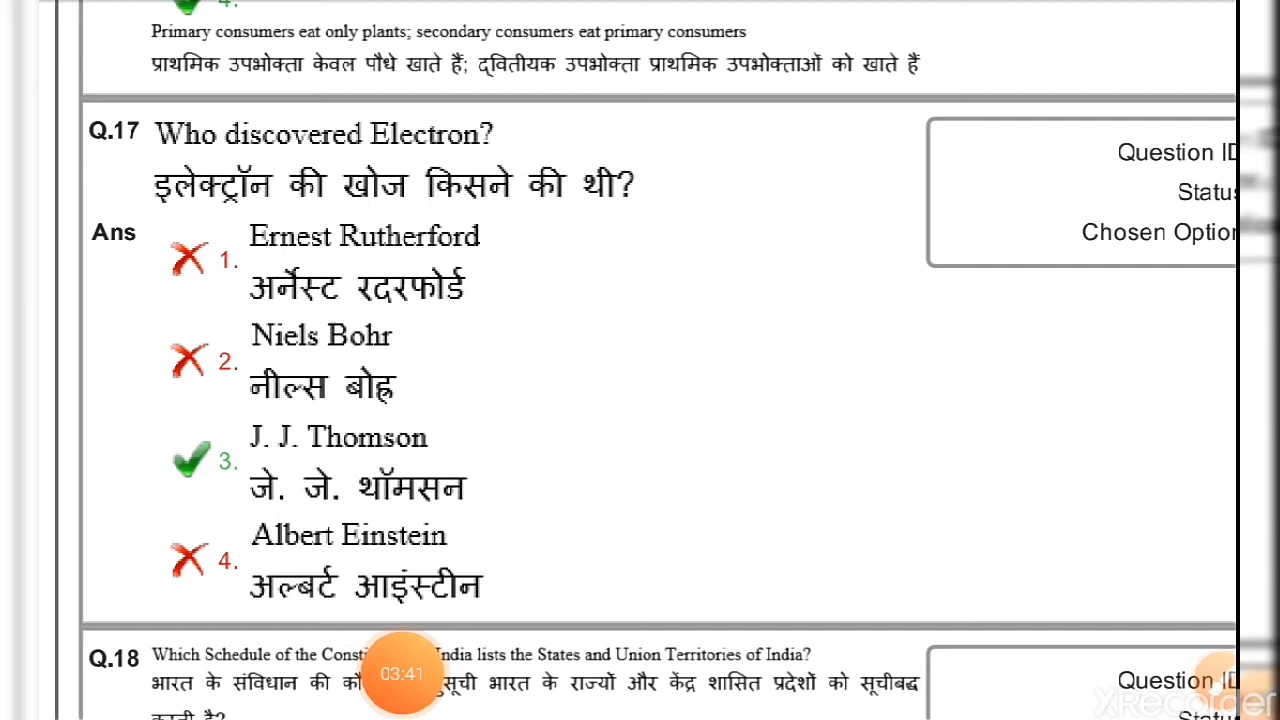 4.
Primary consumers eat only plants; secondary consumers eat primary consumers
प्राथमिक उपभोक्ता केवल पौधे खाते हैं; द्वितीयक उपभोक्ता प्राथमिक उपभोक्ताओं को खाते हैं
Q.17 Who discovered Electron?
इलेक्ट्रॉन की खोज किसने की थी?
Question ID
Status
Chosen Option
Ans
1. Ernest Rutherford
अर्नेस्ट रदरफोर्ड
2. Niels Bohr
नील्स बोह्र
3. J. J. Thomson
जे. जे. थॉमसन
4. Albert Einstein
अल्बर्ट आइंस्टीन
Q.18 Which Schedule of the India lists the States and Union Territories of India?
भारत के संविधान की भारत के राज्यों और केंद्र शासित प्रदेशों को सूचीबद्ध
करती है?
03:41
Question ID
Status
XRecorder